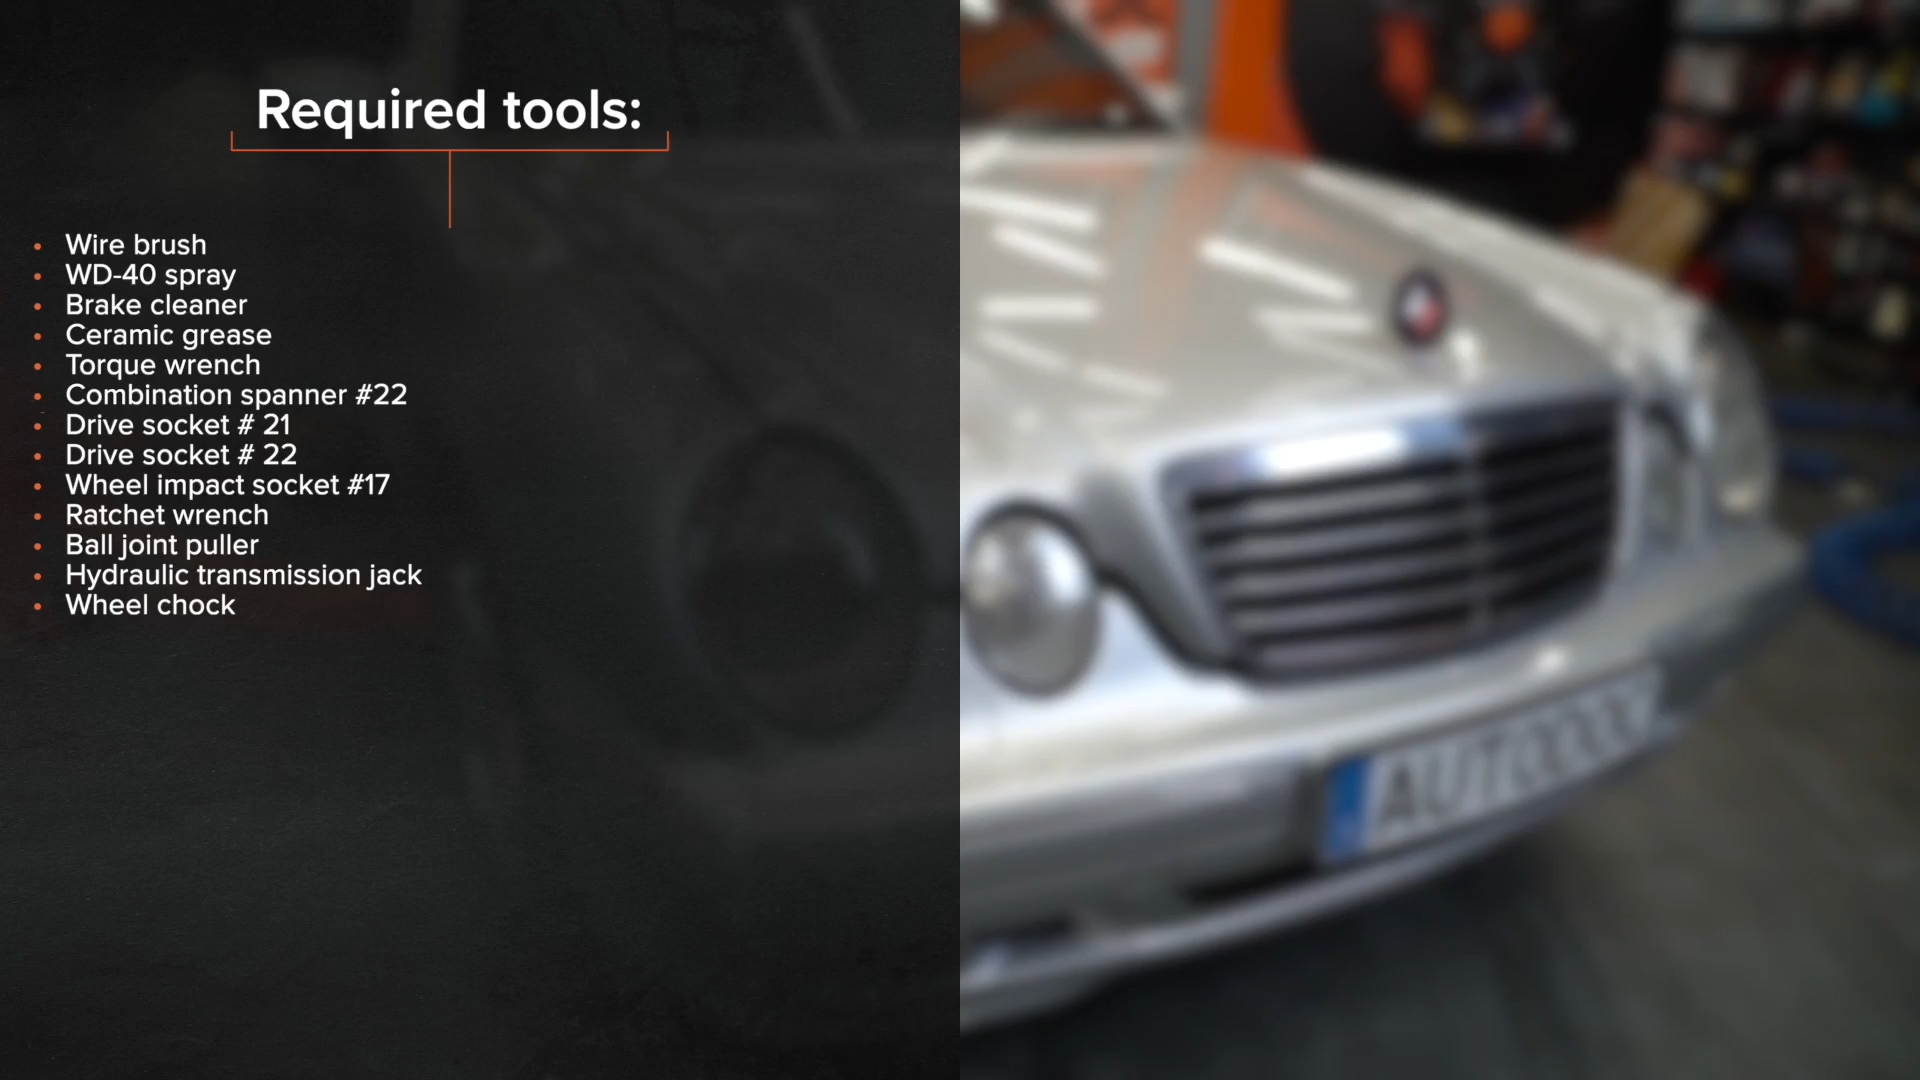 Required tools:
• Wire brush
• WD-40 spray
• Brake cleaner
• Ceramic grease
• Torque wrench
• Combination spanner #22
• Drive socket # 21
• Drive socket # 22
• Wheel impact socket #17
• Ratchet wrench
• Ball joint puller
• Hydraulic transmission jack
• Wheel chock